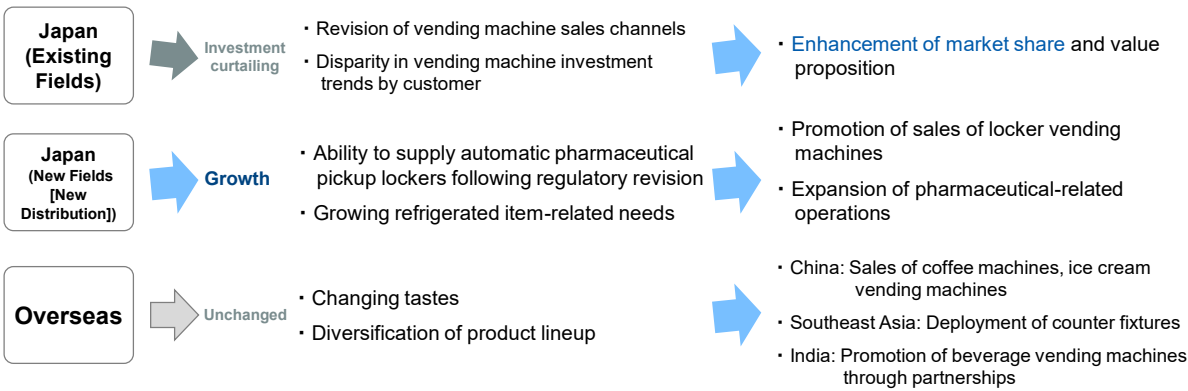 Japan
(Existing
Fields)
Investment
curtailing
・Revision of vending machine sales channels
・Disparity in vending machine investment
trends by customer
・Enhancement of market share and value
proposition
Japan
(New Fields
[New
Distribution])
Growth
・Ability to supply automatic pharmaceutical
pickup lockers following regulatory revision
・Growing refrigerated item-related needs
・Promotion of sales of locker vending
machines
・Expansion of pharmaceutical-related
operations
Overseas
Unchanged
・Changing tastes
・Diversification of product lineup
・China: Sales of coffee machines, ice cream
vending machines
・Southeast Asia: Deployment of counter fixtures
・India: Promotion of beverage vending machines
through partnerships